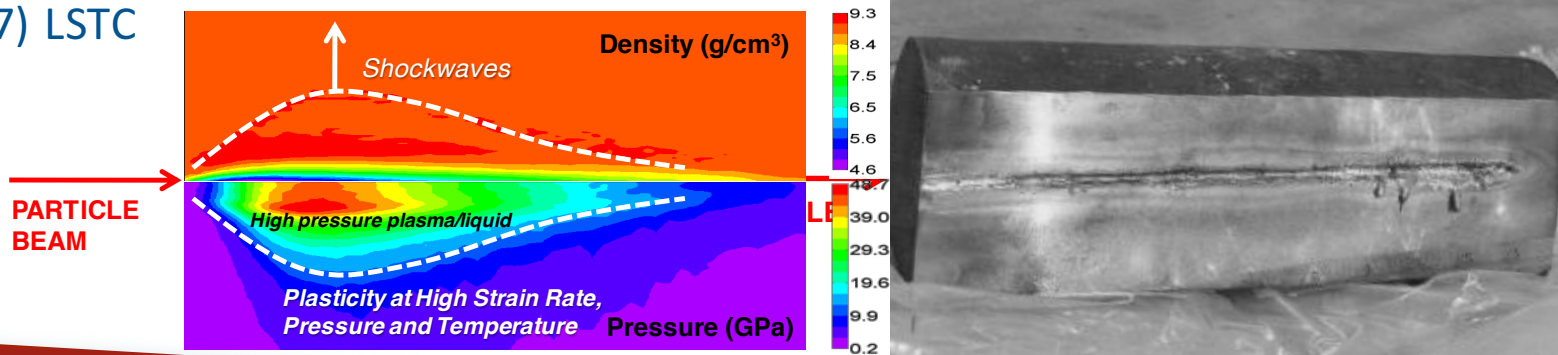 7) LSTC
Density (g/cm³)
Shockwaves
9.3
8.4
7.5
6.5
5.6
4.6
PARTICLE
BEAM
High pressure plasma/liquid
Plasticity at High Strain Rate,
Pressure and Temperature
Pressure (GPa)
LE
48.7
39.0
29.3
19.6
9.9
0.2